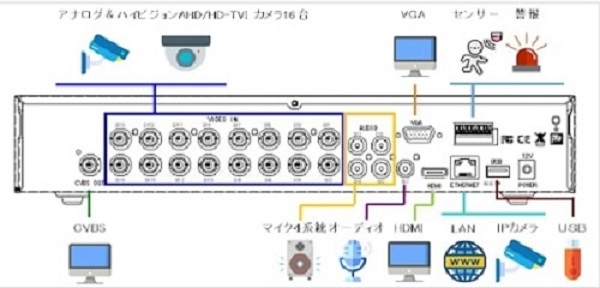 アナログ&ハイビジョンAHD/HD-TVI カメラ16台
VGA
センサー 警報
VIDEO IN
AUDIO
VGA
CVBS OUT
HDMI
ETHERNET
USB
12V
POWER
CVBS
マイク4系統
オーディオ
HDMI
LAN
IPカメラ
USB
WWW